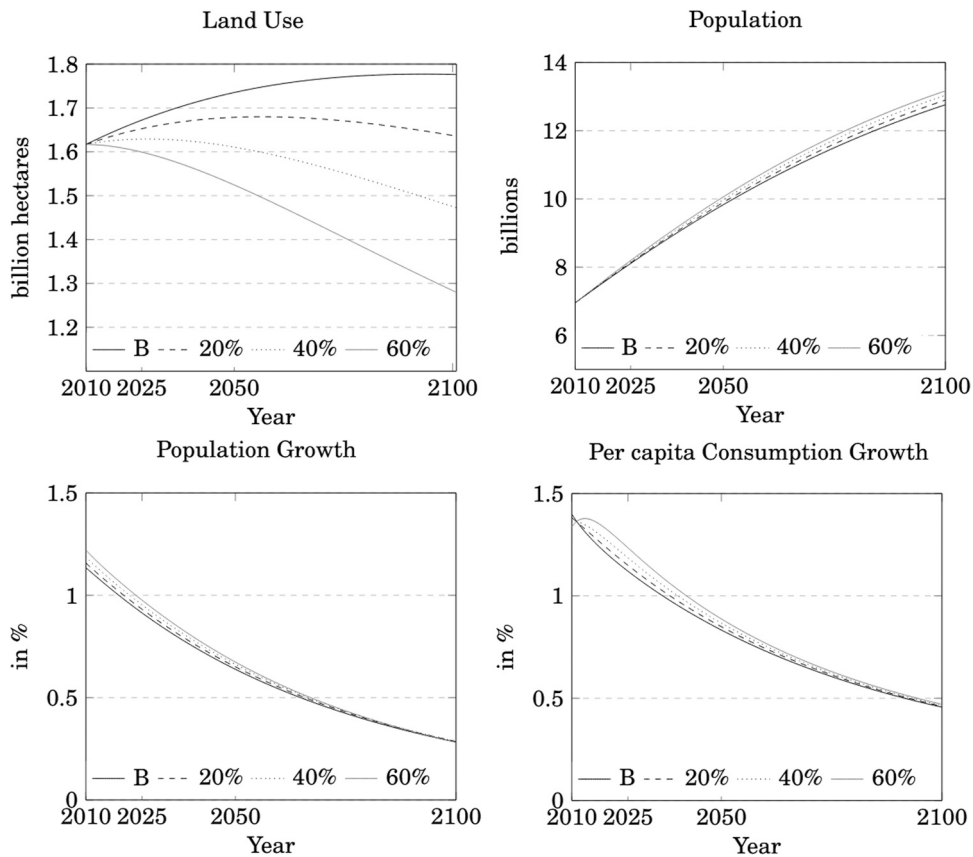 Land Use
1.8
1.7
1.6
1.5
1.4
1.3
1.2
billion hectares
B 20% 40% 60%
2010 2025 2050 2100
Year
Population
14
12
10
8
6
billions
B 20% 40% 60%
2010 2025 2050 2100
Year
Population Growth
1.5
1
0.5
0
in %
B 20% 40% 60%
2010 2025 2050 2100
Year
Per capita Consumption Growth
1.5
1
0.5
0
in %
B 20% 40% 60%
2010 2025 2050 2100
Year